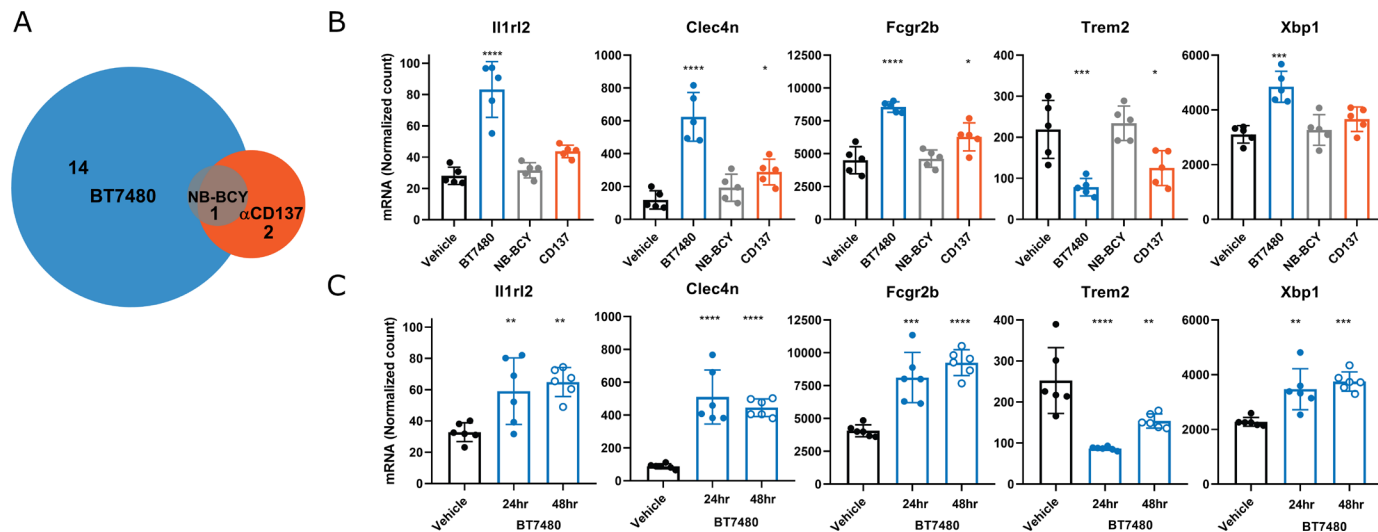 A
14
BT7480
NB-BCY
1
αCD137
2
B
Il1rl2
Clec4n
Fcgr2b
Trem2
Xbp1
mRNA (Normalized count)
100
80
60
40
20
0
****
Vehicle
BT7480
NB-BCY
CD137
1000
800
600
400
200
0
****
*
Vehicle
BT7480
NB-BCY
CD137
12500
10000
7500
5000
2500
0
****
*
Vehicle
BT7480
NB-BCY
CD137
400
300
200
100
0
***
*
Vehicle
BT7480
NB-BCY
CD137
6000
4000
2000
0
***
Vehicle
BT7480
NB-BCY
CD137
C
Il1rl2
Clec4n
Fcgr2b
Trem2
Xbp1
mRNA (Normalized count)
100
80
60
40
20
0
**
**
Vehicle
24hr
48hr
BT7480
1000
800
600
400
200
0
****
****
Vehicle
24hr
48hr
BT7480
12500
10000
7500
5000
2500
0
***
****
Vehicle
24hr
48hr
BT7480
400
300
200
100
0
****
**
Vehicle
24hr
48hr
BT7480
6000
4000
2000
0
**
***
Vehicle
24hr
48hr
BT7480